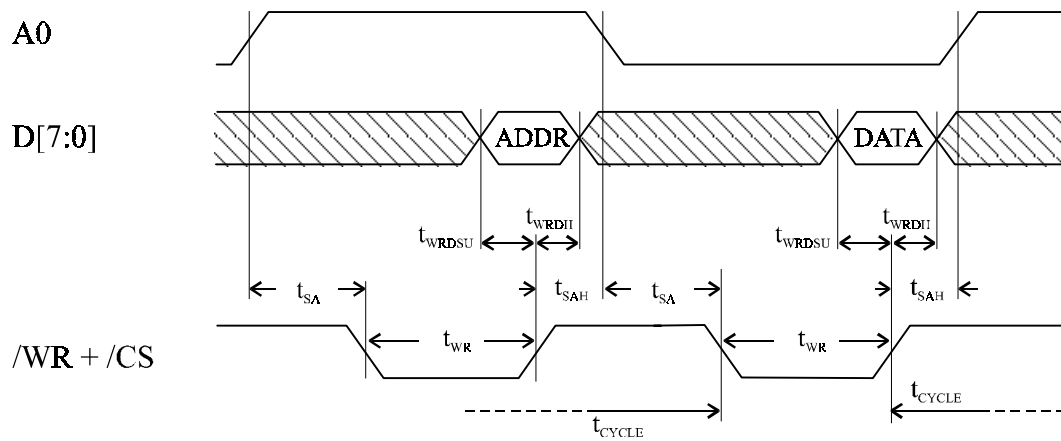 A0
D[7:0]
ADDR
DATA
tWRDSU
tWRDH
tWRDSU
tWRDH
tSA
tSAH
tSA
tSAH
/WR + /CS
tWR
tWR
tCYCLE
tCYCLE